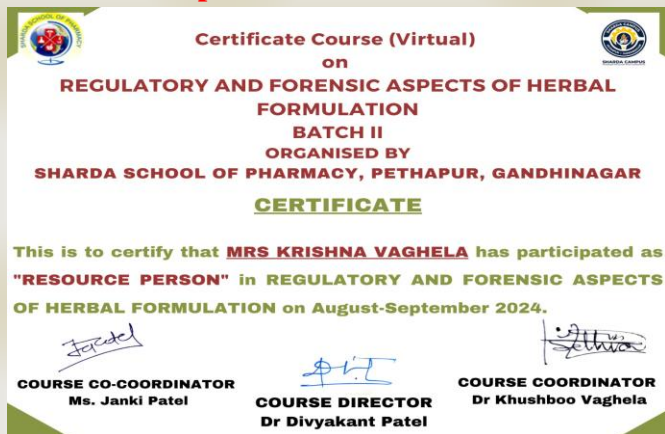 Certificate Course (Virtual)
on
REGULATORY AND FORENSIC ASPECTS OF HERBAL
FORMULATION
BATCH II
ORGANISED BY
SHARDA SCHOOL OF PHARMACY, PETHAPUR, GANDHINAGAR
CERTIFICATE
This is to certify that MRS KRISHNA VAGHELA has participated as
"RESOURCE PERSON" in REGULATORY AND FORENSIC ASPECTS
OF HERBAL FORMULATION on August-September 2024.
COURSE CO-COORDINATOR
Ms. Janki Patel
COURSE DIRECTOR
Dr Divyakant Patel
COURSE COORDINATOR
Dr Khushboo Vaghela
SHARDA CAMPUS